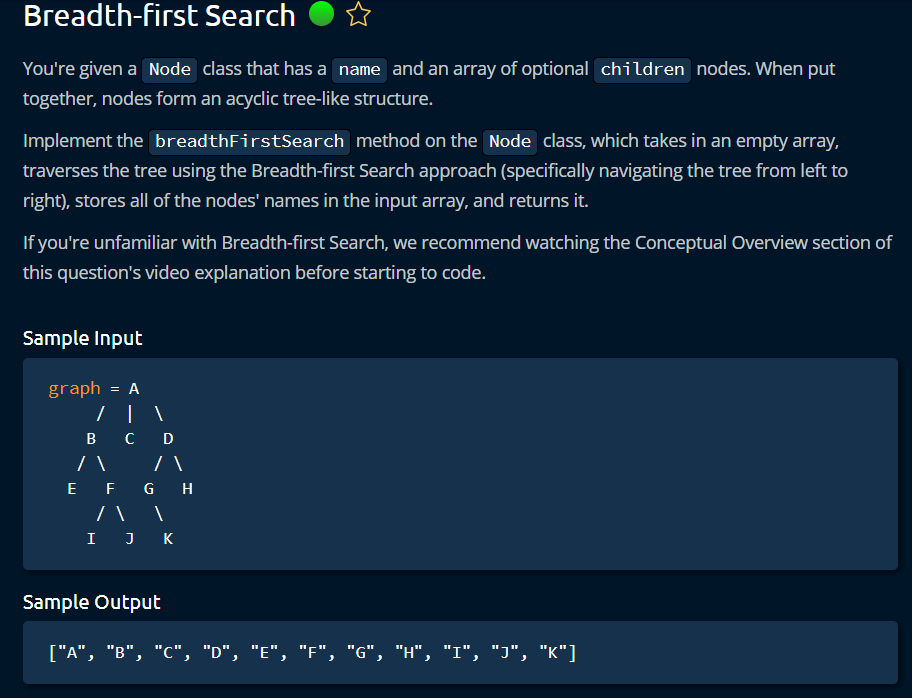 Breadth-first Search
You're given a Node class that has a name and an array of optional children nodes. When put
together, nodes form an acyclic tree-like structure.
Implement the breadthFirstSearch method on the Node class, which takes in an empty array,
traverses the tree using the Breadth-first Search approach (specifically navigating the tree from left to
right), stores all of the nodes' names in the input array, and returns it.
If you're unfamiliar with Breadth-first Search, we recommend watching the Conceptual Overview section of
this question's video explanation before starting to code.
Sample Input
graph = A
     /  |  \
    B   C   D
   / \     / \
  E   F   G   H
     / \   \
    I   J   K
Sample Output
["A", "B", "C", "D", "E", "F", "G", "H", "I", "J", "K"]